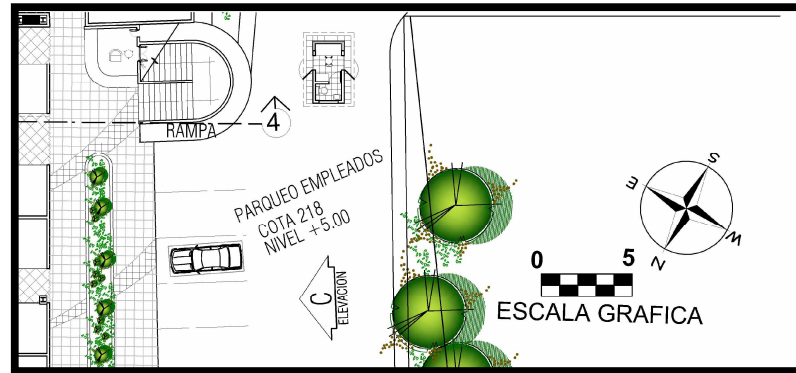 RAMPA
4
PARQUEO EMPLEADOS
COTA 218
NIVEL +5.00
C
ELEVACION
S
E
W
N
0 5
ESCALA GRAFICA